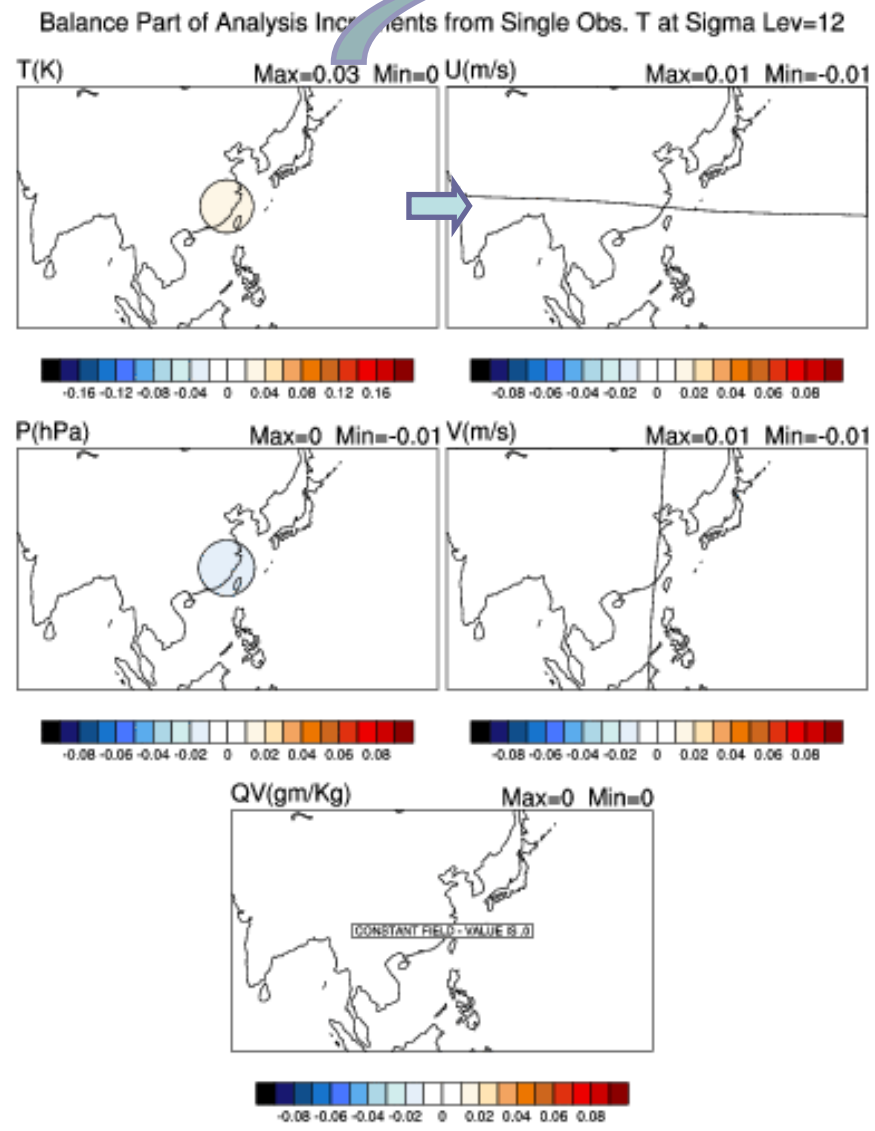 Balance Part of Analysis Inc ents from Single Obs. T at Sigma Lev=12
T(K) Max=0.03 Min=0
U(m/s) Max=0.01 Min=-0.01
-0.16 -0.12 -0.08 -0.04 0 0.04 0.08 0.12 0.16
-0.08 -0.06 -0.04 -0.02 0 0.02 0.04 0.06 0.08
P(hPa) Max=0 Min=-0.01
V(m/s) Max=0.01 Min=-0.01
-0.08 -0.06 -0.04 -0.02 0 0.02 0.04 0.06 0.08
-0.08 -0.06 -0.04 -0.02 0 0.02 0.04 0.06 0.08
QV(gm/Kg) Max=0 Min=0
CONSTANT FIELD - VALUE IS .0
-0.08 -0.06 -0.04 -0.02 0 0.02 0.04 0.06 0.08